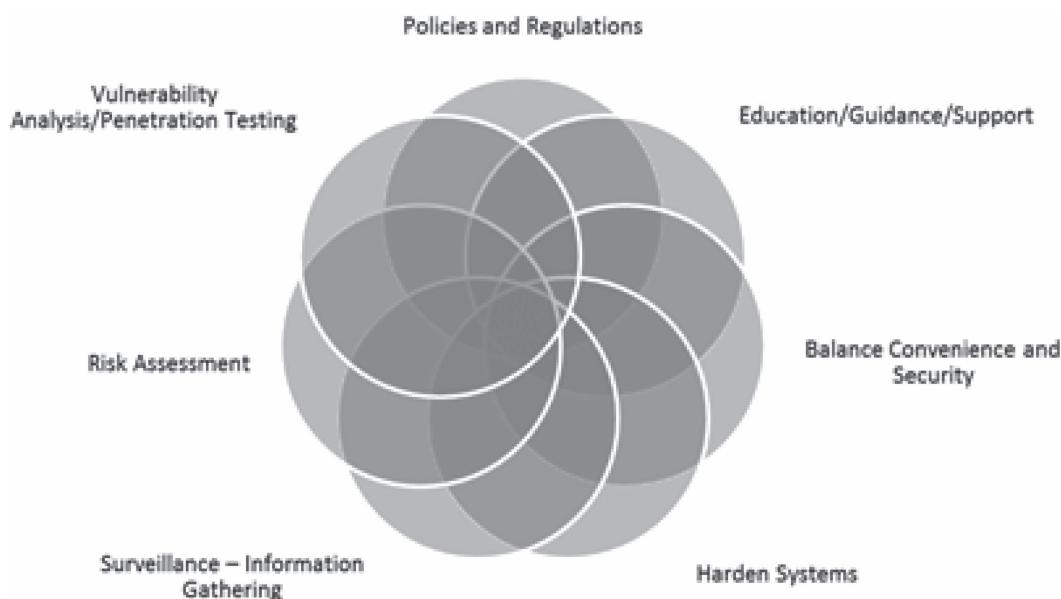 Policies and Regulations
Vulnerability
Analysis/Penetration Testing
Education/Guidance/Support
Risk Assessment
Balance Convenience and
Security
Surveillance – Information
Gathering
Harden Systems